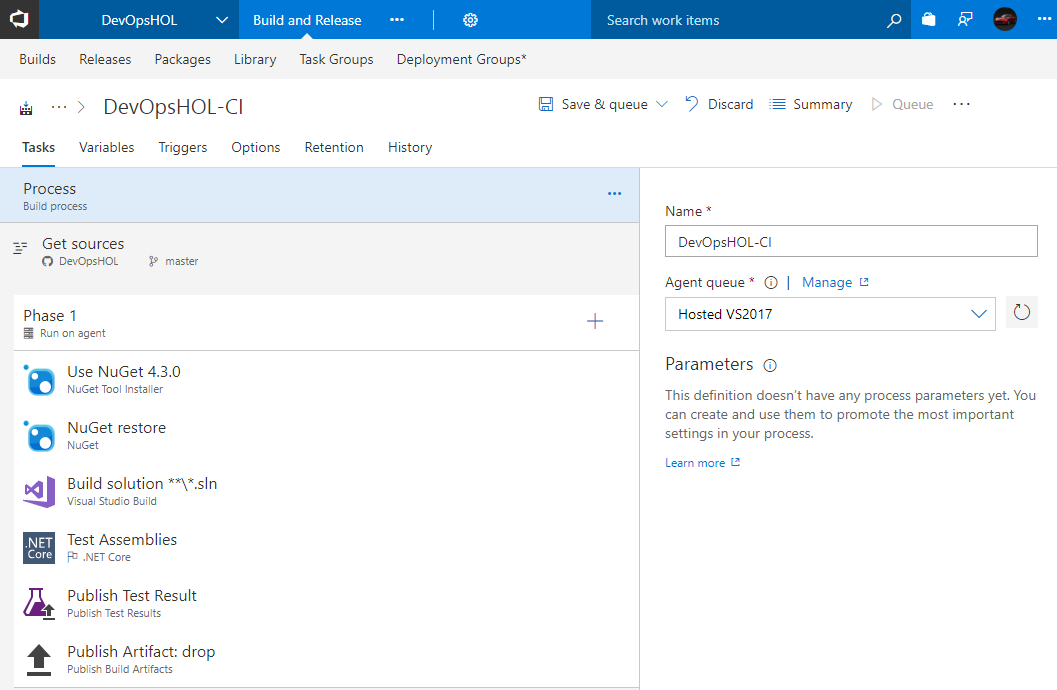 DevOpsHOL
Build and Release
Search work items
Builds
Releases
Packages
Library
Task Groups
Deployment Groups*
DevOpsHOL-CI
Save & queue
Discard
Summary
Queue
Tasks
Variables
Triggers
Options
Retention
History
Process
Build process
Get sources
DevOpsHOL
master
Phase 1
Run on agent
Use NuGet 4.3.0
NuGet Tool Installer
NuGet restore
NuGet
Build solution **\*.sln
Visual Studio Build
.NET
Core
Test Assemblies
.NET Core
Publish Test Result
Publish Test Results
Publish Artifact: drop
Publish Build Artifacts
Name *
DevOpsHOL-CI
Agent queue * | Manage
Hosted VS2017
Parameters
This definition doesn't have any process parameters yet. You
can create and use them to promote the most important
settings in your process.
Learn more